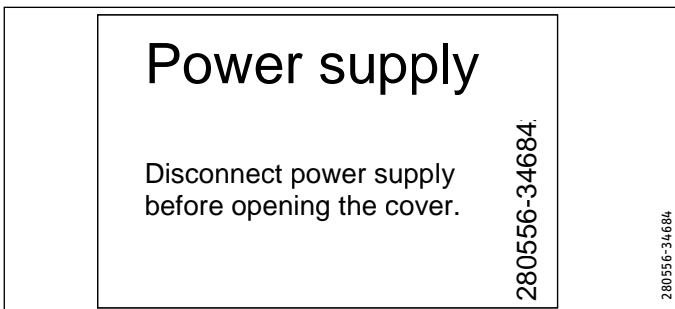 Power supply
Disconnect power supply
before opening the cover.
280556-34684
280556-34684